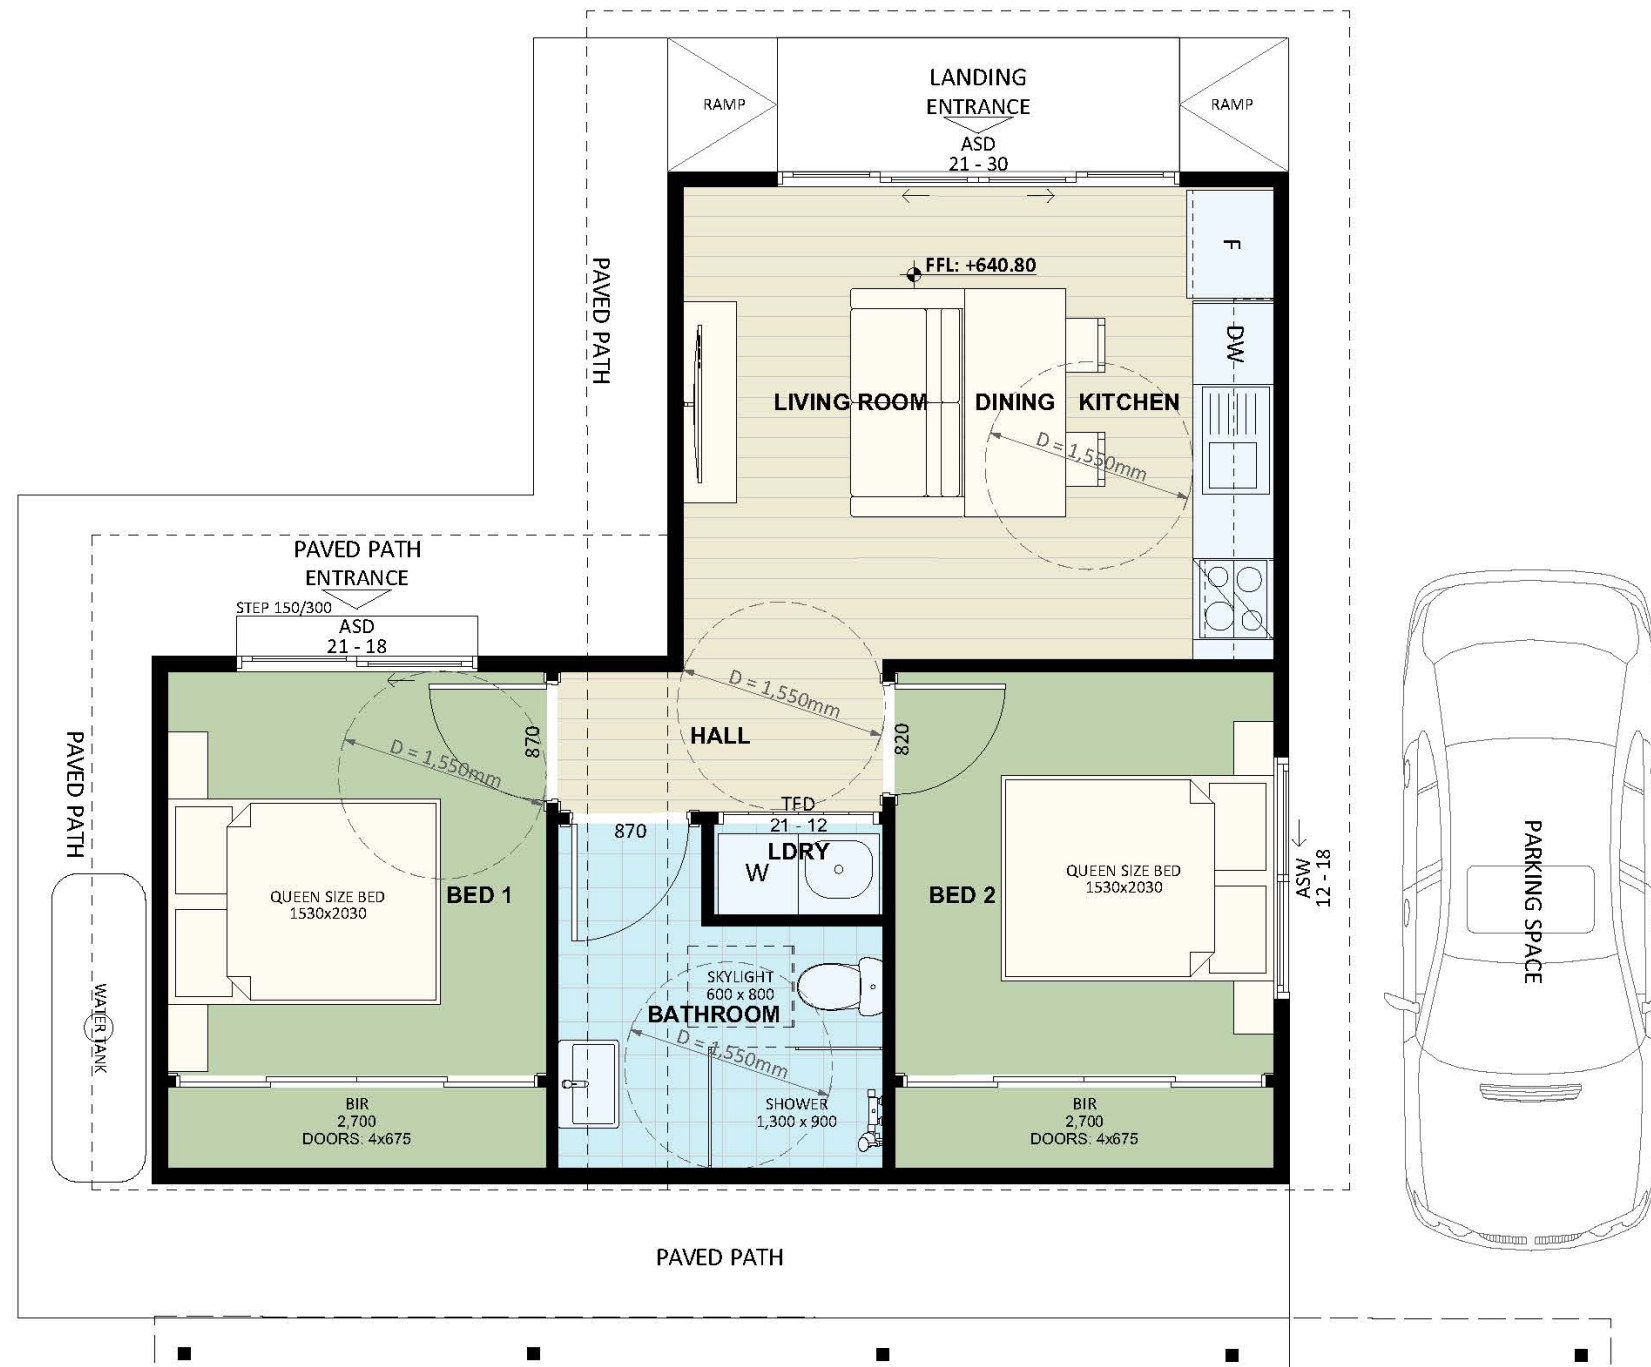 LANDING
ENTRANCE
RAMP
RAMP
ASD
21 - 30
F
FFL: +640.80
PAVED PATH
DW
LIVING ROOM
DINING
KITCHEN
D = 1,550mm
PAVED PATH
ENTRANCE
STEP 150/300
ASD
21 - 18
D = 1,550mm
HALL
870
820
D = 1,550mm
PAVED PATH
TFD
21 - 12
870
LDRY
W
QUEEN SIZE BED
1530x2030
BED 1
BED 2
QUEEN SIZE BED
1530x2030
ASW
12 - 18
PARKING SPACE
SKYLIGHT
600 x 800
BATHROOM
D = 1,550mm
WATER TANK
SHOWER
1,300 x 900
BIR
2,700
DOORS: 4x675
BIR
2,700
DOORS: 4x675
PAVED PATH